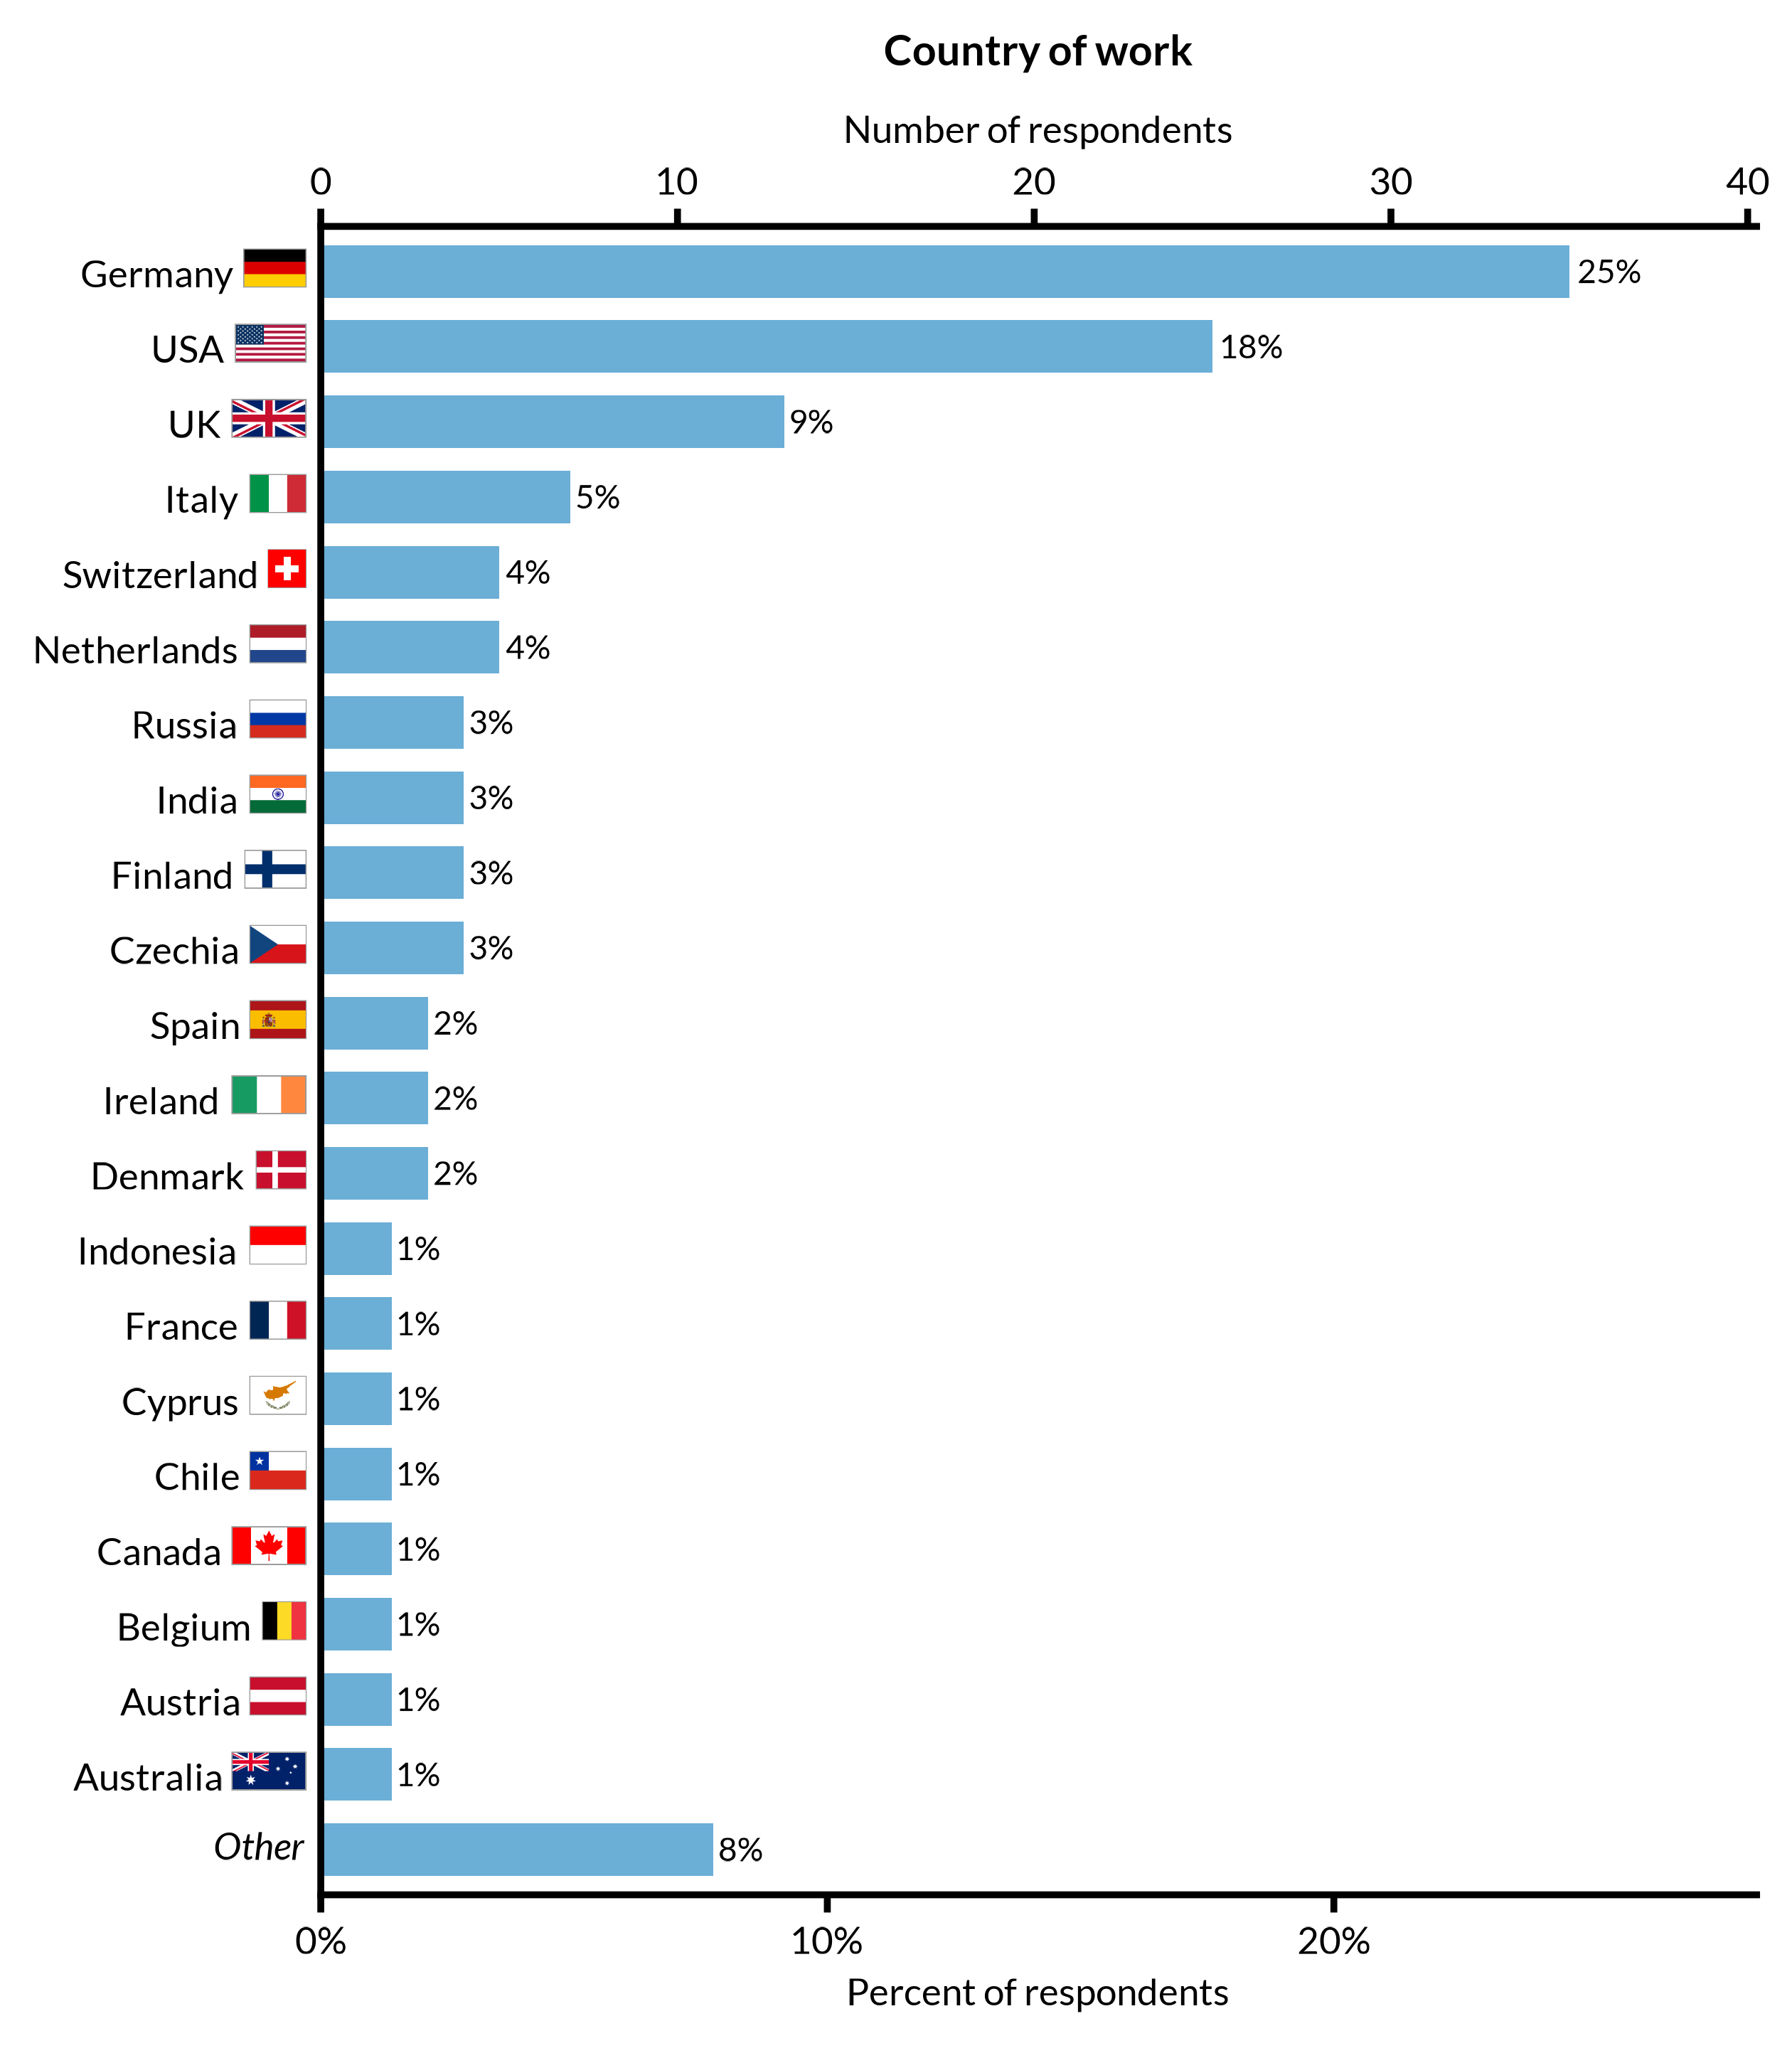 Country of work
Number of respondents
0 10 20 30 40
Germany 25%
USA 18%
UK 9%
Italy 5%
Switzerland 4%
Netherlands 4%
Russia 3%
India 3%
Finland 3%
Czechia 3%
Spain 2%
Ireland 2%
Denmark 2%
Indonesia 1%
France 1%
Cyprus 1%
Chile 1%
Canada 1%
Belgium 1%
Austria 1%
Australia 1%
Other 8%
0% 10% 20%
Percent of respondents